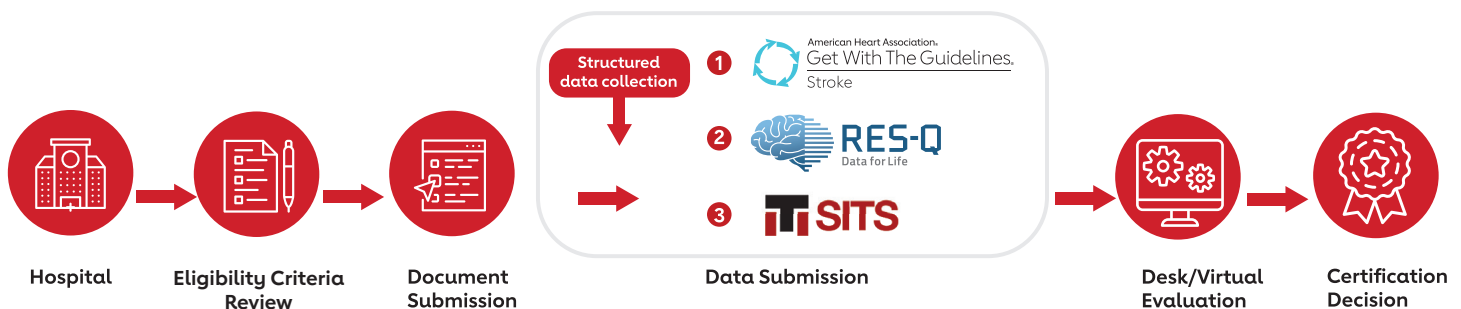 Structured
data collection
1
American Heart Association®
Get With The Guidelines®
Stroke
2
RES-Q
Data for Life
3
SITS
Hospital
Eligibility Criteria
Review
Document
Submission
Data Submission
Desk/Virtual
Evaluation
Certification
Decision